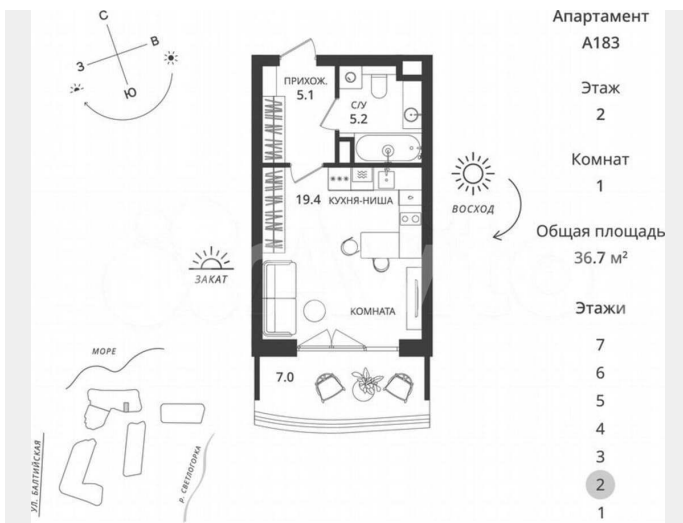 С
В
З
Ю
ПРИХОЖ.
5.1
С/У
5.2
19.4
КУХНЯ-НИША
КОМНАТА
7.0
ВОСХОД
ЗАКАТ
МОРЕ
УЛ. БАЛТИЙСКАЯ
Р. СВЕТЛОГОРКА
Апартамент
А183
Этаж
2
Комнат
1
Общая площадь
36.7 м²
Этажи
7
6
5
4
3
2
1